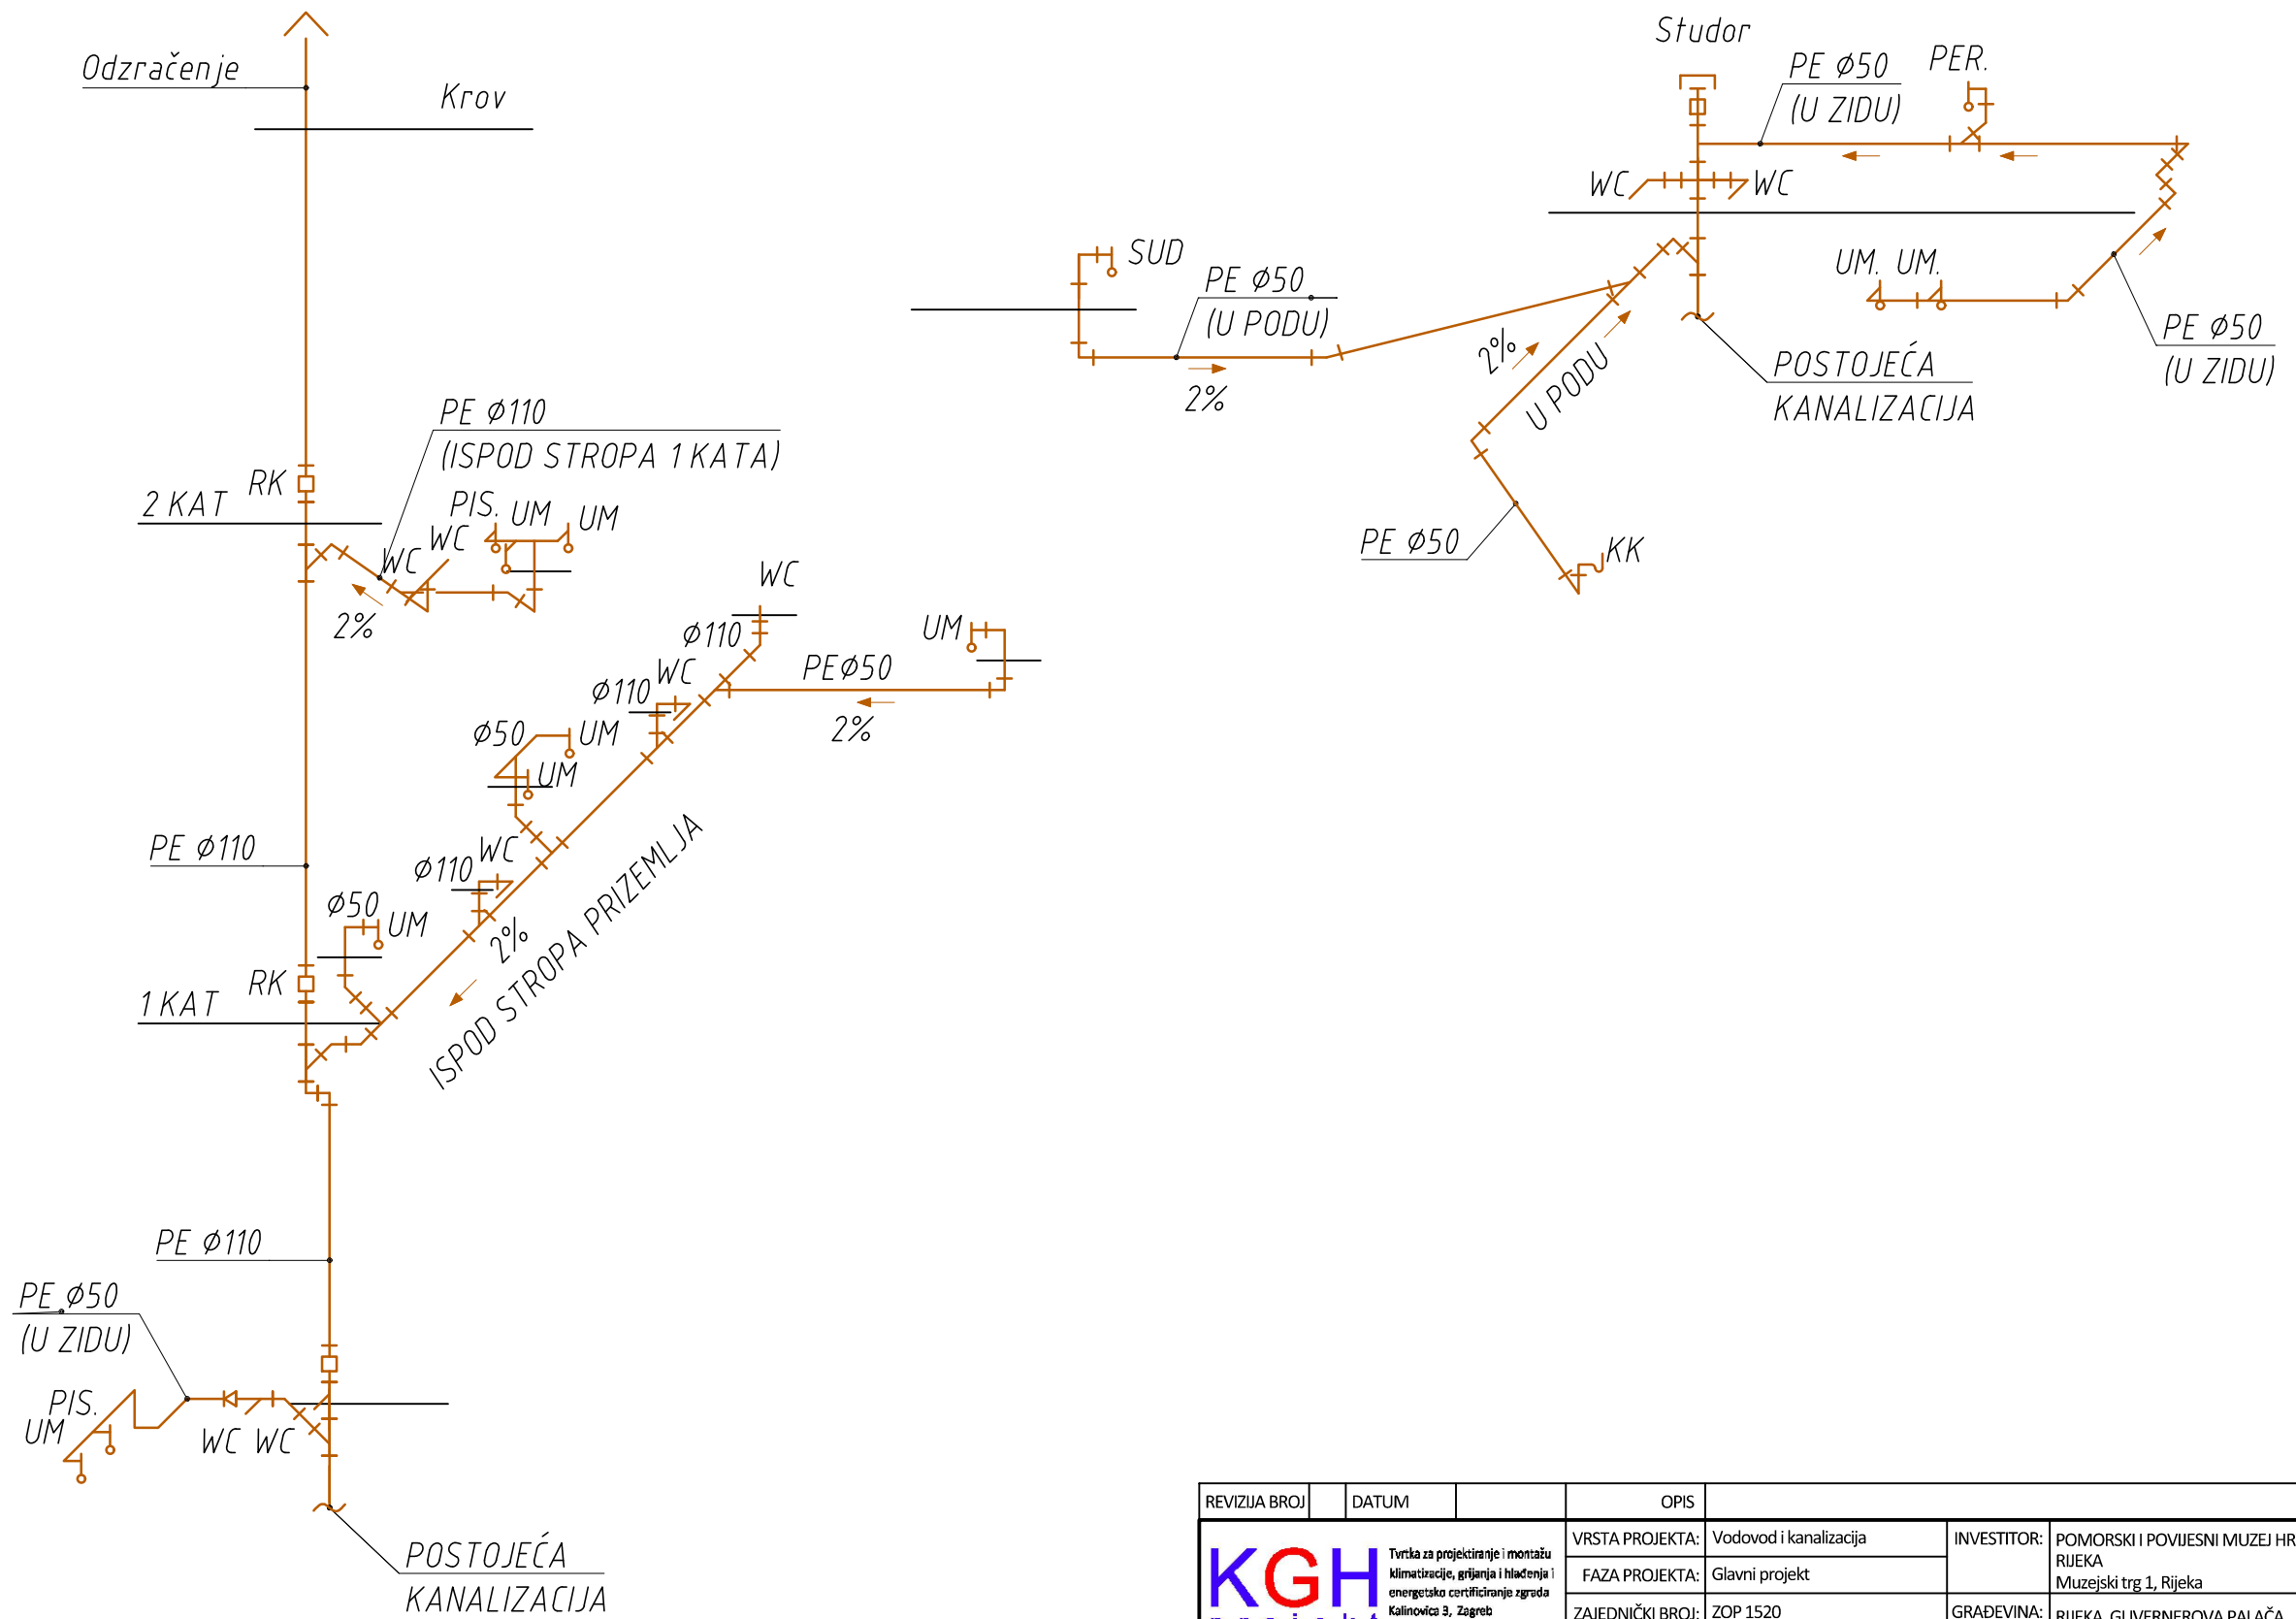 Odzračenje
Krov
PE ø110
(ISPOD STROPA 1 KATA)
RK
2 KAT
PIS.
UM
UM
WC
WC
2%
WC
ø110
UM
WC
PEø50
ø110
2%
ø50
UM
UM
PE ø110
WC
ø110
ø50
UM
2%
ISPOD STROPA PRIZEMLJA
RK
1 KAT
PE ø110
PE ø50
(U ZIDU)
PIS.
UM
WC WC
POSTOJEĆA
KANALIZACIJA
Studor
PE ø50
(U ZIDU)
PER.
WC
WC
SUD
PE ø50
(U PODU)
2%
2%
U PODU
UM. UM.
PE ø50
(U ZIDU)
POSTOJEĆA
KANALIZACIJA
PE ø50
KK
REVIZIJA BROJ
DATUM
OPIS
KGH
Tvrtka za projektiranje i montažu
klimatizacije, grijanja i hlađenja i
energetsko certificiranje zgrada
Kalinovica 3, Zagreb
VRSTA PROJEKTA: Vodovod i kanalizacija
FAZA PROJEKTA: Glavni projekt
ZAJEDNIČKI BROJ: ZOP 1520
INVESTITOR: POMORSKI I POVIJESNI MUZEJ HR
RIJEKA
Muzejski trg 1, Rijeka
GRAĐEVINA: RIJEKA, GUVERNEROVA PALAČA